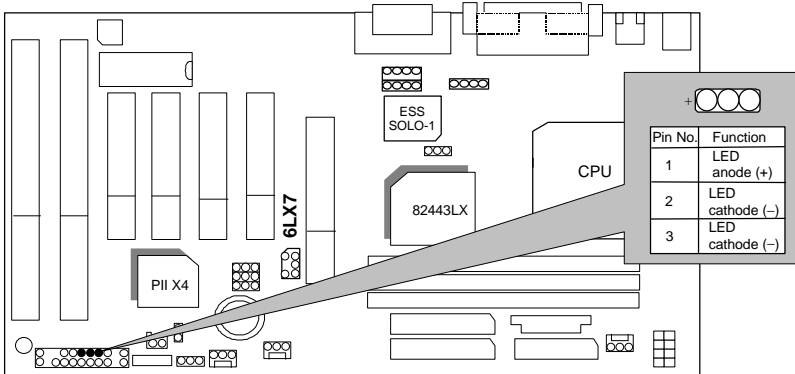 ESS
SOLO-1
+
Pin No. Function
1 LED
anode (+)
2 LED
cathode (−)
3 LED
cathode (−)
CPU
82443LX
6LX7
PII X4